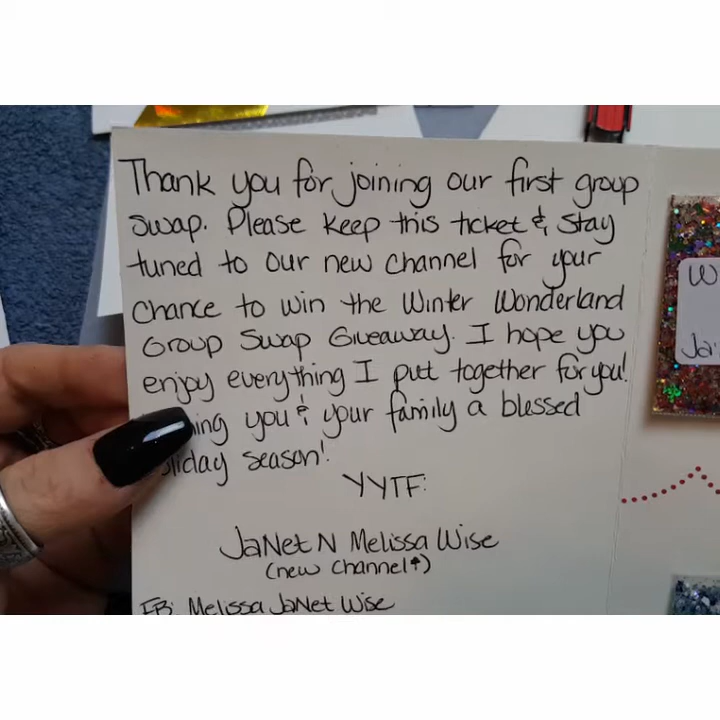 Thank you for joining our first group
swap. Please keep this ticket & stay
tuned to our new channel for your
chance to win the Winter Wonderland
Group Swap Giveaway. I hope you
enjoy everything I put together for you!
you & your family a blessed
season!
YYTF:
JaNet N Melissa Wise
(new channel↑)
FB: Melissa JaNet Wise